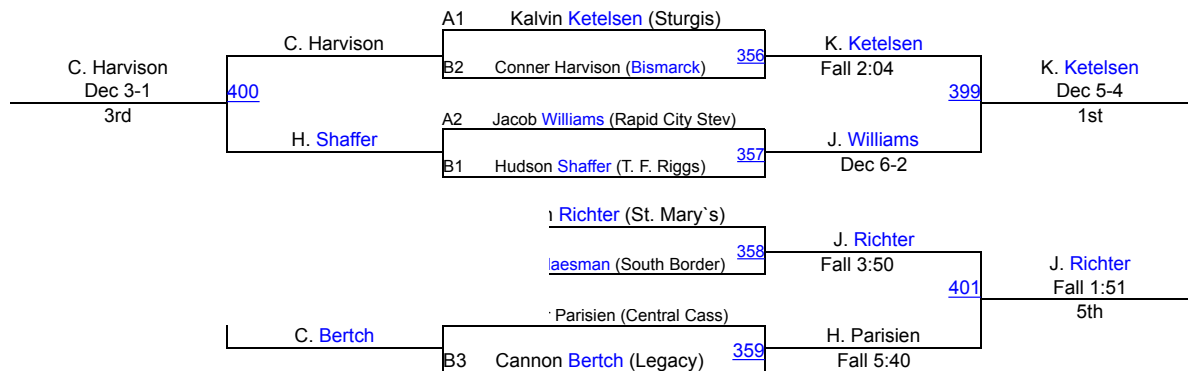 A1 Kalvin Ketelsen (Sturgis)
C. Harvison
K. Ketelsen
B2 Conner Harvison (Bismarck)
356
Fall 2:04
C. Harvison
Dec 3-1
3rd
400
399
K. Ketelsen
Dec 5-4
1st
A2 Jacob Williams (Rapid City Stev)
H. Shaffer
J. Williams
B1 Hudson Shaffer (T. F. Riggs)
357
Dec 6-2
Richter (St. Mary`s)
J. Richter
(South Border)
358
Fall 3:50
401
J. Richter
Fall 1:51
5th
Parisien (Central Cass)
C. Bertch
H. Parisien
B3 Cannon Bertch (Legacy)
359
Fall 5:40